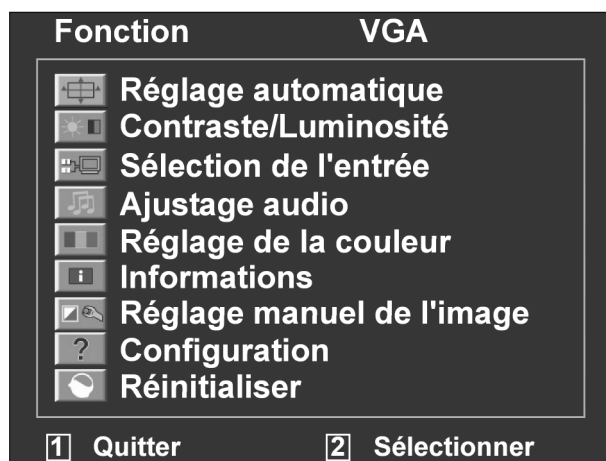 Fonction VGA
Réglage automatique
Contraste/Luminosité
Sélection de l'entrée
Ajustage audio
Réglage de la couleur
Informations
Réglage manuel de l'image
Configuration
Réinitialiser
1 Quitter 2 Sélectionner